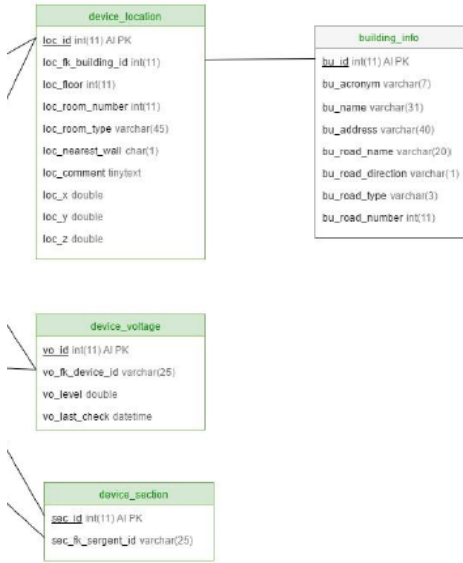 device_location
loc_id int(11) AI PK
loc_fk_building_id int(11)
loc_floor int(11)
loc_room_number int(11)
loc_room_type varchar(45)
loc_nearest_wall char(1)
loc_comment tinytext
loc_x double
loc_y double
loc_z double
building_info
bu_id int(11) AI PK
bu_acronym varchar(7)
bu_name varchar(31)
bu_address varchar(40)
bu_road_name varchar(20)
bu_road_direction varchar(1)
bu_road_type varchar(3)
bu_road_number int(11)
device_voltage
vo_id int(11) AI PK
vo_fk_device_id varchar(25)
vo_level double
vo_last_check datetime
device_section
sec_id int(11) AI PK
sec_fk_sergent_id varchar(25)